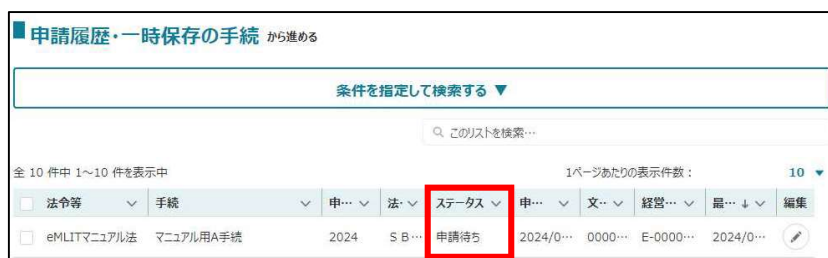 申請履歴・一時保存の手続 から進める
条件を指定して検索する ▼
このリストを検索…
全 10 件中 1～10 件を表示中 1ページあたりの表示件数： 10 ▼
法令等 手続 申… 法… ステータス 申… 文… 経営… 最… ↓ 編集
eMLITマニュアル法 マニュアル用A手続 2024 S B… 申請待ち 2024/0… 0000… E-0000… 2024/0…